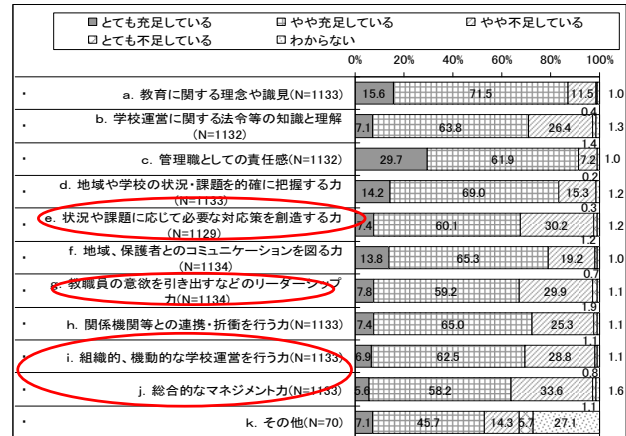 ■とても充足している
やや充足している
やや不足している
とても不足している
わからない
0% 20% 40% 60% 80% 100%
・ a. 教育に関する理念や識見(N=1133) 15.6 71.5 11.5 1.0
0.4
・ b. 学校運営に関する法令等の知識と理解
(N=1132) 7.1 63.8 26.4 1.3
1.4
・ c. 管理職としての責任感(N=1132) 29.7 61.9 7.2 1.0
0.2
・ d. 地域や学校の状況・課題を的確に把握する力
(N=1133) 14.2 69.0 15.3 1.2
0.3
・ e. 状況や課題に応じて必要な対応策を創造する力
(N=1129) 7.4 60.1 30.2 1.2
1.2
・ f. 地域、保護者とのコミュニケーションを図る力
(N=1134) 13.8 65.3 19.2 1.0
0.7
・ g. 教職員の意欲を引き出すなどのリーダーシップ
力(N=1134) 7.8 59.2 29.9 1.1
1.9
・ h. 関係機関等との連携・折衝を行う力(N=1133) 7.4 65.0 25.3 1.1
1.1
・ i. 組織的、機動的な学校運営を行う力(N=1133) 6.9 62.5 28.8 1.1
0.8
・ j. 総合的なマネジメント力(N=1133) 5.6 58.2 33.6 1.6
1.1
・ k. その他(N=70) 7.1 45.7 14.3 5.7 27.1